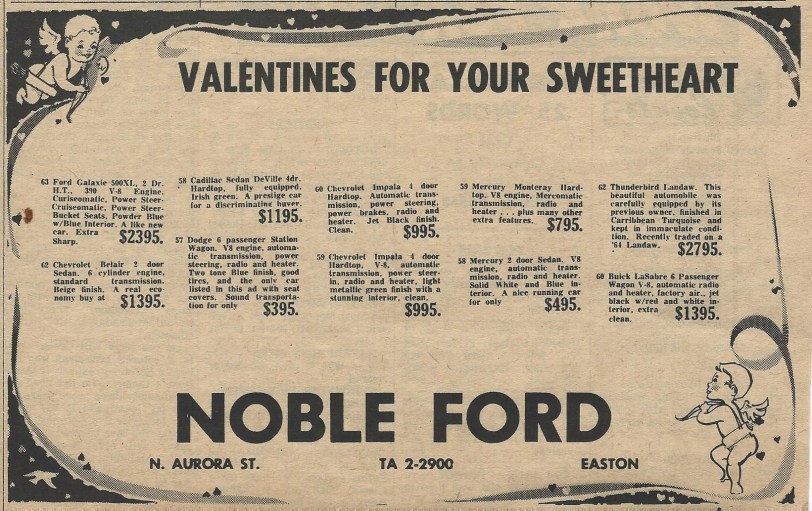 VALENTINES FOR YOUR SWEETHEART
63 Ford Galaxie 500XL, 2 Dr.
H.T., 390 V-8 Engine,
Curiseomatic, Power Steer-
Cruiseomatic, Power Steer-
Bucket Seats, Powder Blue
w/Blue Interior. A like new
car. Extra
Sharp. $2395.
62 Chevrolet Belair 2 door
Sedan. 6 cylinder engine,
standard transmission.
Beige finish. A real eco-
nomy buy at $1395.
58 Cadillac Sedan DeVille 4dr.
Hardtop, fully equipped,
Irish green. A prestige car
for a discriminating buyer.
$1195.
57 Dodge 6 passenger Station
Wagon. V8 engine, automa-
tic transmission, power
steering, radio and heater.
Two tone Blue finish, good
tires, and the only car
listed in this ad with seat
covers. Sound transporta-
tion for only $395.
60 Chevrolet Impala 4 door
Hardtop. Automatic trans-
mission, power steering,
power brakes, radio and
heater. Jet Black finish.
Clean. $995.
59 Chevrolet Impala 4 door
Hardtop, V-8, automatic
transmission, power steer-
in, radio and heater, light
metallic green finish with a
stunning interior, clean.
$995.
59 Mercury Monteray Hard-
top, V8 engine, Mercomatic
transmission, radio and
heater . . . plus many other
extra features. $795.
58 Mercury 2 door Sedan, V8
engine, automatic trans-
mission, radio and heater.
Solid White and Blue in-
terior. A nice running car
for only $495.
62 Thunderbird Landaw. This
beautiful automobile was
carefully equipped by its
previous owner, finished in
Carribean Turquoise and
kept in immaculate condi-
tion. Recently traded on a
'64 Landaw. $2795.
60 Buick LaSabre 6 Passenger
Wagon V-8, automatic radio
and heater, factory air., jet
black w/red and white in-
terior, extra
clean. $1395.
NOBLE FORD
N. AURORA ST. TA 2-2900 EASTON